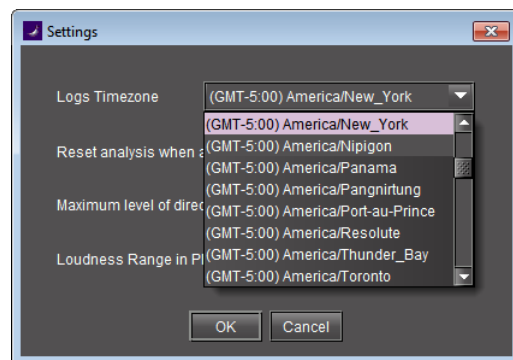 Settings
Logs Timezone
(GMT-5:00) America/New_York
(GMT-5:00) America/New_York
(GMT-5:00) America/Nipigon
Reset analysis when
(GMT-5:00) America/Panama
(GMT-5:00) America/Pangnirtung
Maximum level of direc
(GMT-5:00) America/Port-au-Prince
(GMT-5:00) America/Resolute
Loudness Range in P
(GMT-5:00) America/Thunder_Bay
(GMT-5:00) America/Toronto
OK
Cancel